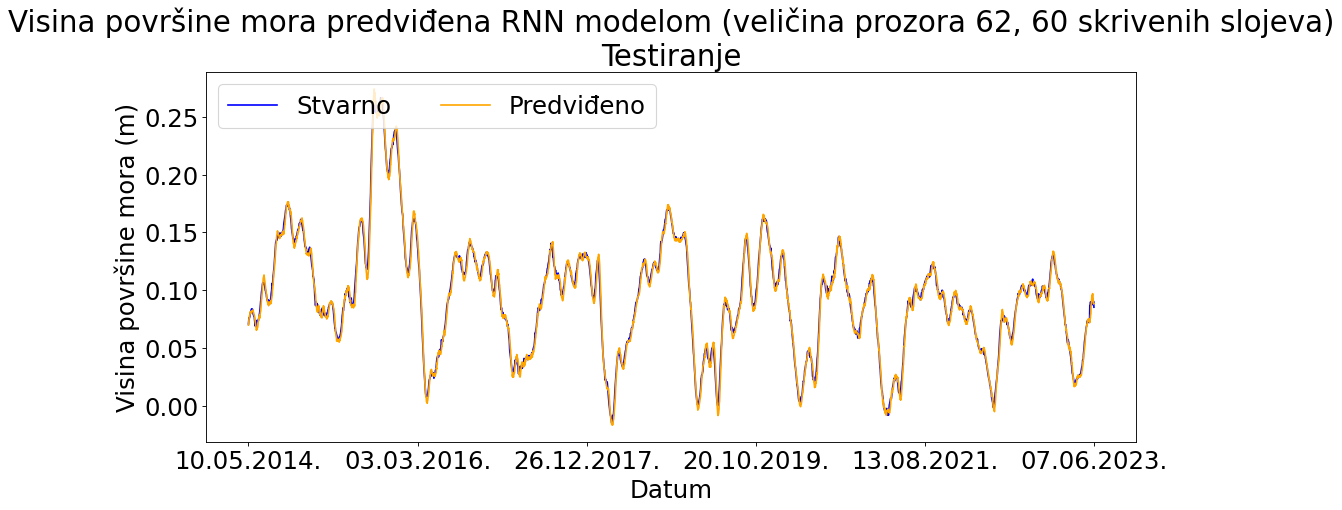 Visina površine mora predviđena RNN modelom (veličina prozora 62, 60 skrivenih slojeva)
Testiranje
Stvarno
Predviđeno
Visina površine mora (m)
0.25
0.20
0.15
0.10
0.05
0.00
10.05.2014.
03.03.2016.
26.12.2017.
20.10.2019.
13.08.2021.
07.06.2023.
Datum